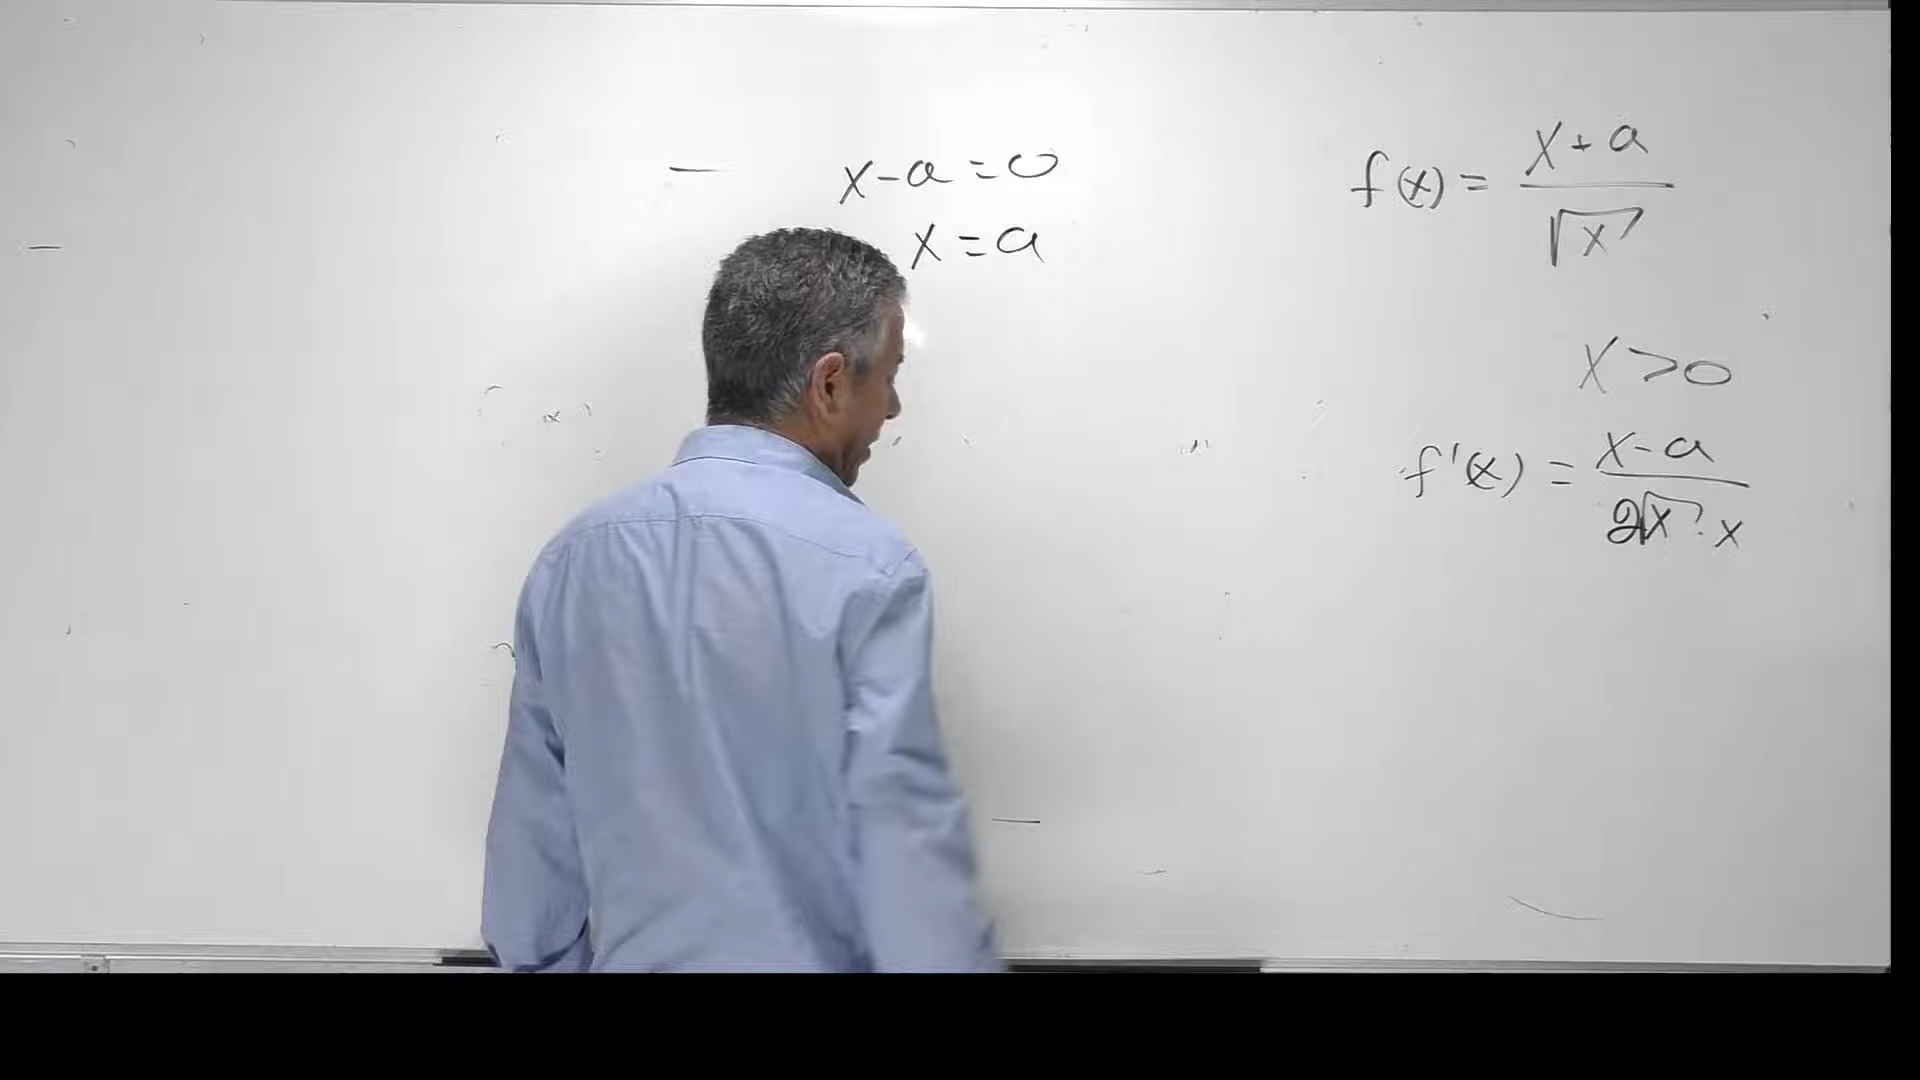 x-a=0
x=a
f(x) = (x+a)/√x
x>0
f'(x) = (x-a)/(2√x·x)